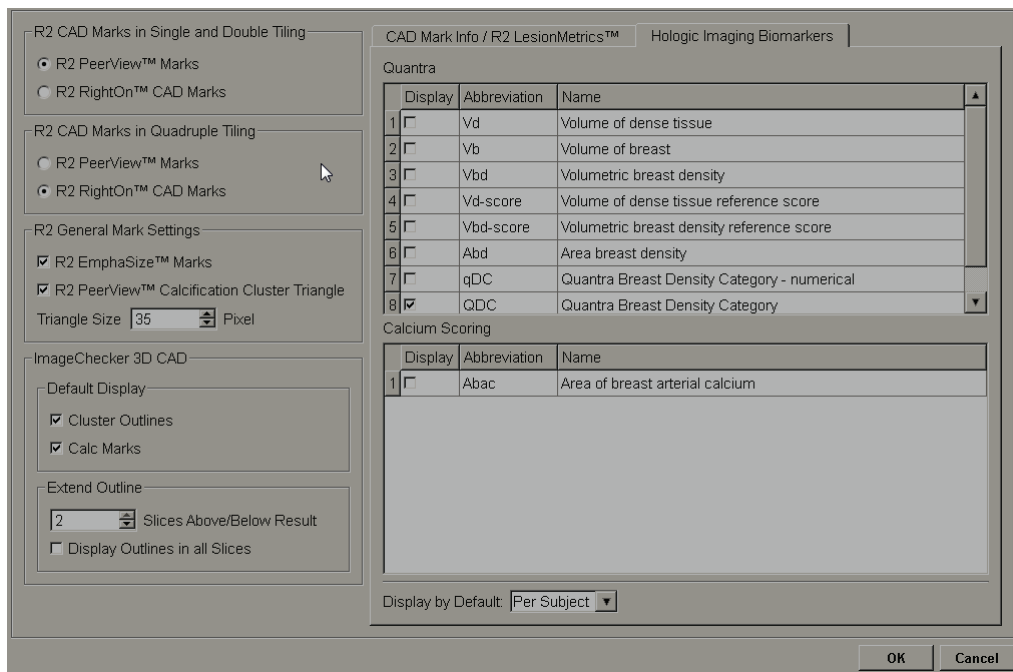 R2 CAD Marks in Single and Double Tiling
R2 PeerView™ Marks
R2 RightOn™ CAD Marks
R2 CAD Marks in Quadruple Tiling
R2 PeerView™ Marks
R2 RightOn™ CAD Marks
R2 General Mark Settings
R2 EmphaSize™ Marks
R2 PeerView™ Calcification Cluster Triangle
Triangle Size 35 Pixel
ImageChecker 3D CAD
Default Display
Cluster Outlines
Calc Marks
Extend Outline
2 Slices Above/Below Result
Display Outlines in all Slices
CAD Mark Info / R2 LesionMetrics™ Hologic Imaging Biomarkers
Quantra
Display Abbreviation Name
1 Vd Volume of dense tissue
2 Vb Volume of breast
3 Vbd Volumetric breast density
4 Vd-score Volume of dense tissue reference score
5 Vbd-score Volumetric breast density reference score
6 Abd Area breast density
7 qDC Quantra Breast Density Category - numerical
8 QDC Quantra Breast Density Category
Calcium Scoring
Display Abbreviation Name
1 Abac Area of breast arterial calcium
Display by Default: Per Subject
OK Cancel